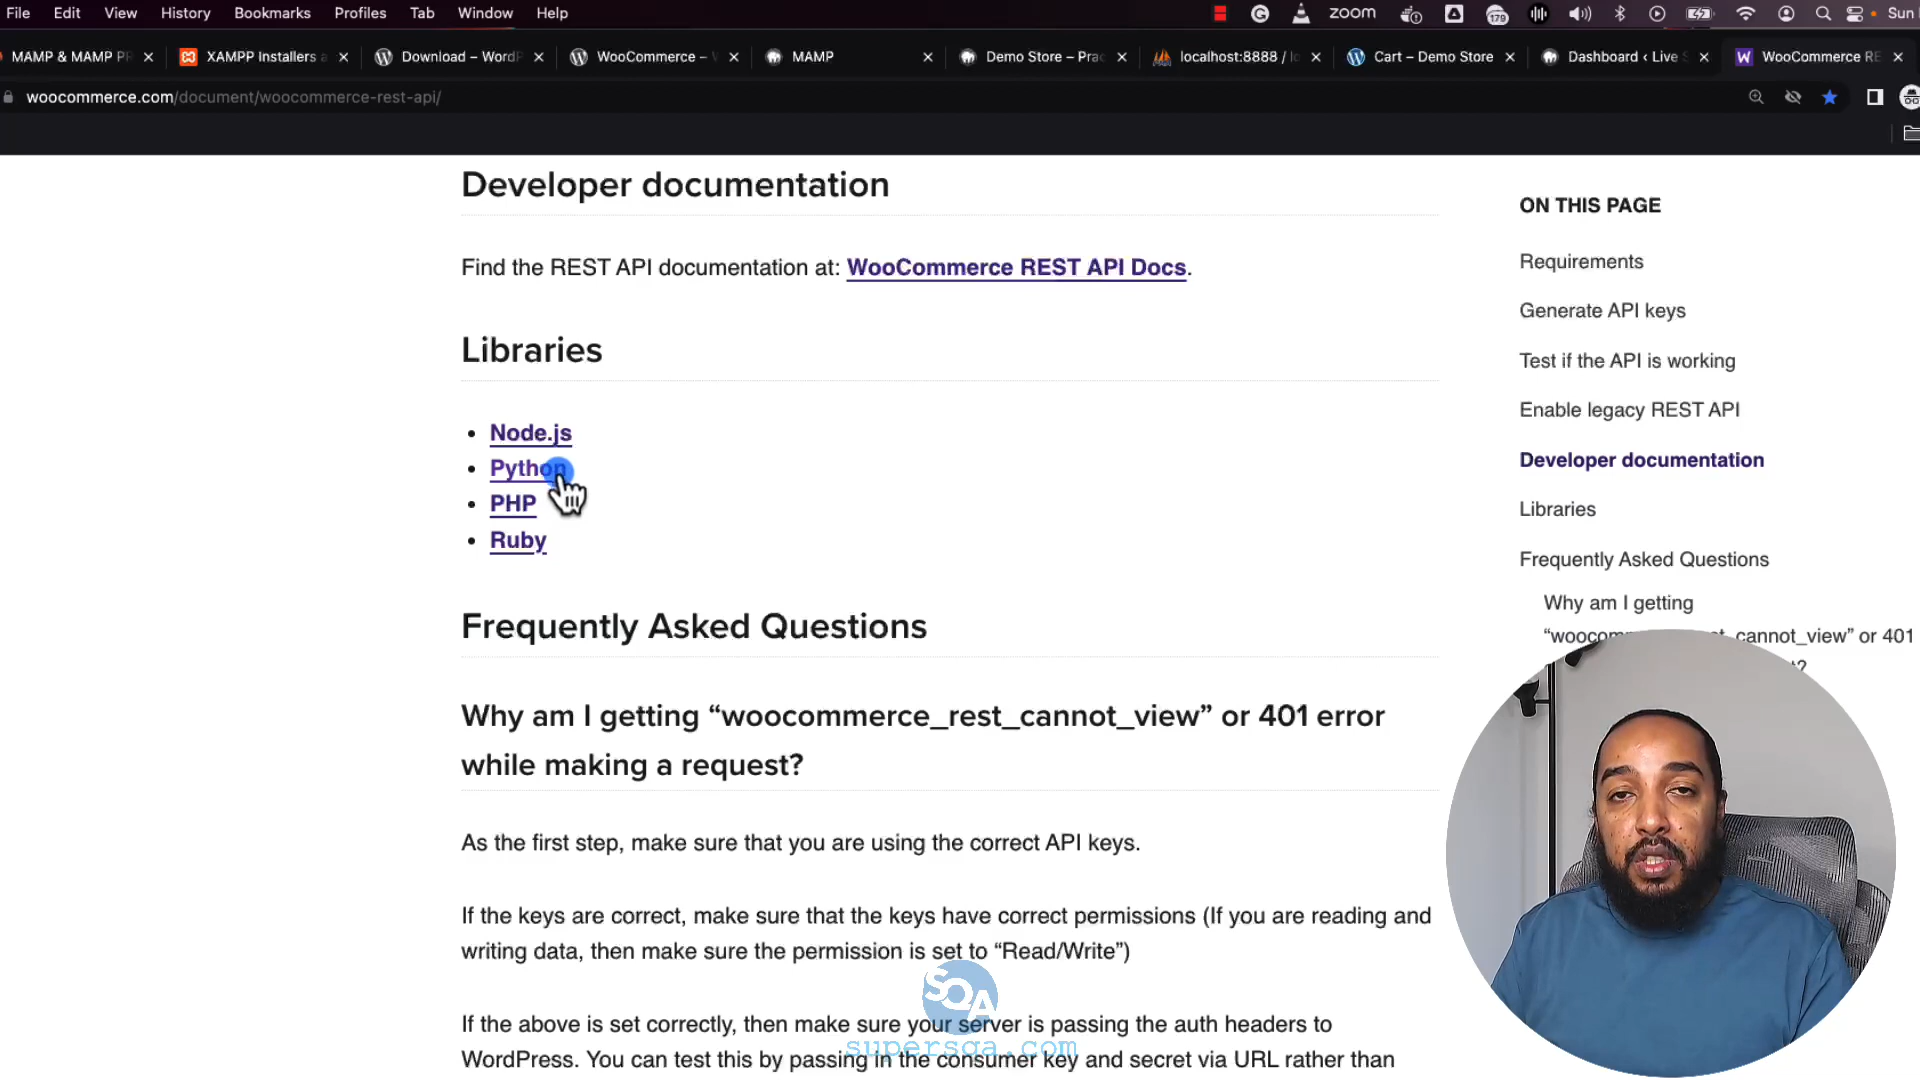 File Edit View History Bookmarks Profiles Tab Window Help zoom 179 Sun
MAMP & MAMP PR XAMPP Installers a Download – WordP WooCommerce – MAMP Demo Store – Prac localhost:8888 / lo Cart – Demo Store Dashboard ‹ Live S WooCommerce RE
woocommerce.com/document/woocommerce-rest-api/
Developer documentation
Find the REST API documentation at: WooCommerce REST API Docs.
Libraries
• Node.js
• Python
• PHP
• Ruby
Frequently Asked Questions
Why am I getting “woocommerce_rest_cannot_view” or 401 error
while making a request?
As the first step, make sure that you are using the correct API keys.
If the keys are correct, make sure that the keys have correct permissions (If you are reading and
writing data, then make sure the permission is set to “Read/Write”)
If the above is set correctly, then make sure your server is passing the auth headers to
WordPress. You can test this by passing in the consumer key and secret via URL rather than
ON THIS PAGE
Requirements
Generate API keys
Test if the API is working
Enable legacy REST API
Developer documentation
Libraries
Frequently Asked Questions
Why am I getting
cannot_view” or 401
SQA
supersqa.com